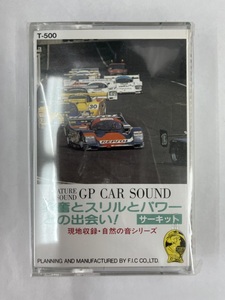 T-500
REPSOL
NATURE SOUND GP CAR SOUND
奮とスリルとパワー
の出会い!
サーキット
現地収録・自然の音シリーズ
PLANNING AND MANUFACTURED BY F.I.C CO.,LTD.